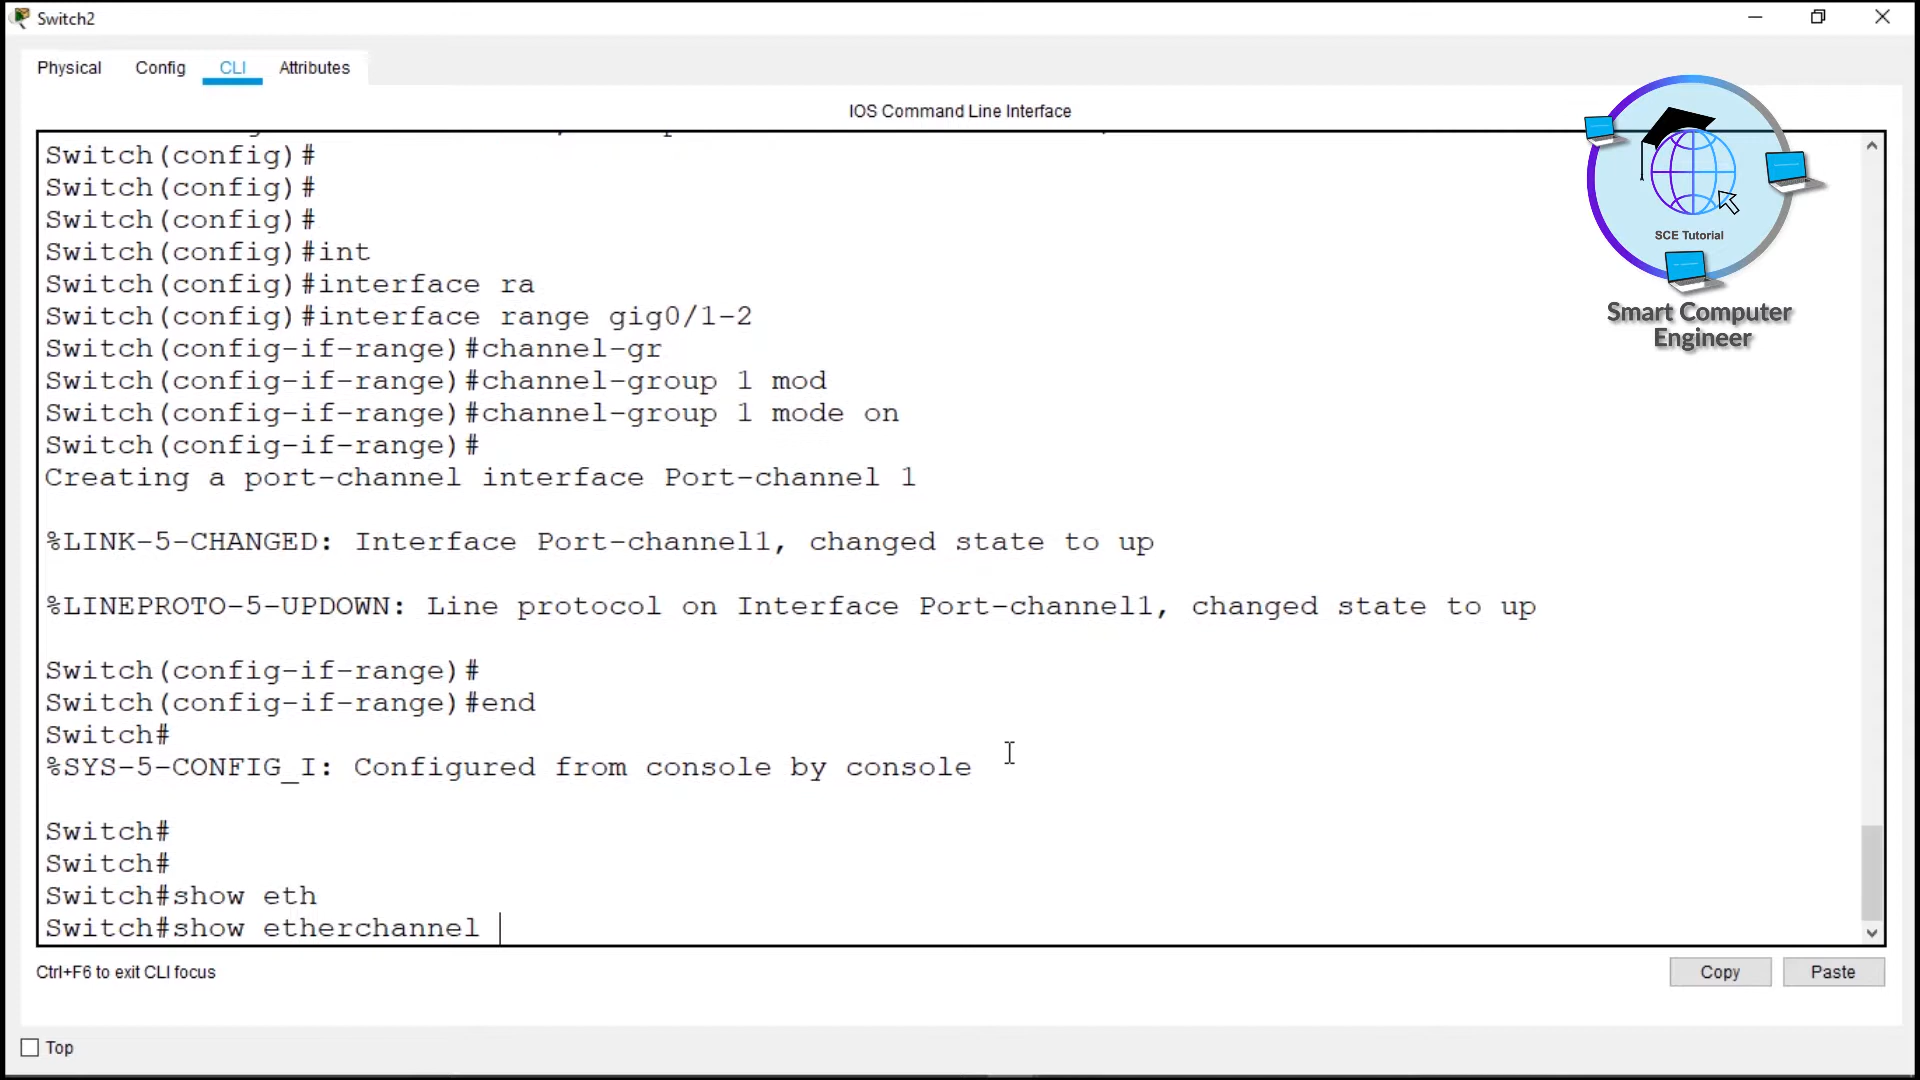 Switch2
Physical Config CLI Attributes
IOS Command Line Interface
Switch(config)#
Switch(config)#
Switch(config)#
Switch(config)#int
Switch(config)#interface ra
Switch(config)#interface range gig0/1-2
Switch(config-if-range)#channel-gr
Switch(config-if-range)#channel-group 1 mod
Switch(config-if-range)#channel-group 1 mode on
Switch(config-if-range)#
Creating a port-channel interface Port-channel 1
%LINK-5-CHANGED: Interface Port-channel1, changed state to up
%LINEPROTO-5-UPDOWN: Line protocol on Interface Port-channel1, changed state to up
Switch(config-if-range)#
Switch(config-if-range)#end
Switch#
%SYS-5-CONFIG_I: Configured from console by console
Switch#
Switch#
Switch#show eth
Switch#show etherchannel
SCE Tutorial
Smart Computer
Engineer
Ctrl+F6 to exit CLI focus
Copy Paste
Top